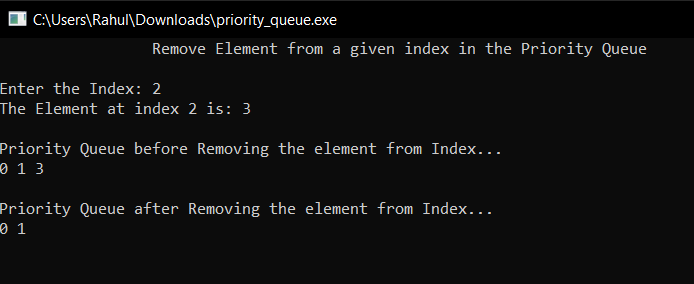 C:\Users\Rahul\Downloads\priority_queue.exe
Remove Element from a given index in the Priority Queue
Enter the Index: 2
The Element at index 2 is: 3
Priority Queue before Removing the element from Index...
0 1 3
Priority Queue after Removing the element from Index...
0 1